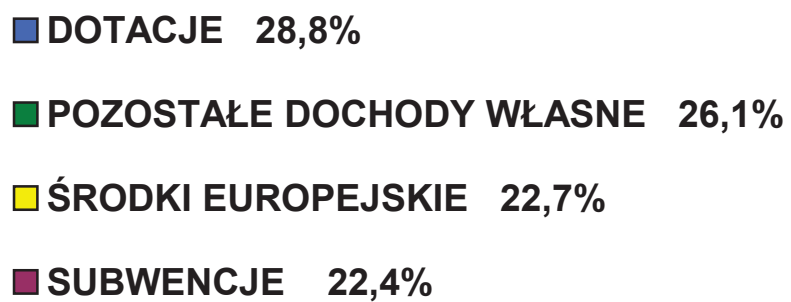 DOTACJE 28,8%
POZOSTAŁE DOCHODY WŁASNE 26,1%
ŚRODKI EUROPEJSKIE 22,7%
SUBWENCJE 22,4%